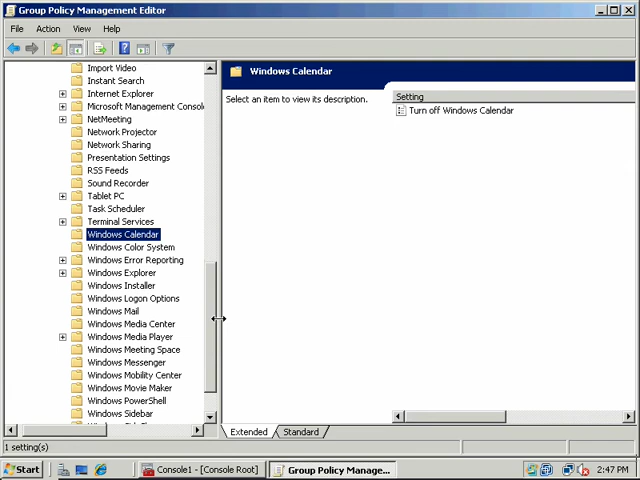 Group Policy Management Editor
File Action View Help
Import Video
Instant Search
Internet Explorer
Microsoft Management Consol
NetMeeting
Network Projector
Network Sharing
Presentation Settings
RSS Feeds
Sound Recorder
Tablet PC
Task Scheduler
Terminal Services
Windows Calendar
Windows Color System
Windows Error Reporting
Windows Explorer
Windows Installer
Windows Logon Options
Windows Mail
Windows Media Center
Windows Media Player
Windows Meeting Space
Windows Messenger
Windows Mobility Center
Windows Movie Maker
Windows PowerShell
Windows Sidebar
Windows Calendar
Select an item to view its description.
Setting
Turn off Windows Calendar
Extended Standard
1 setting(s)
Start Console1 - [Console Root] Group Policy Manage... 2:47 PM